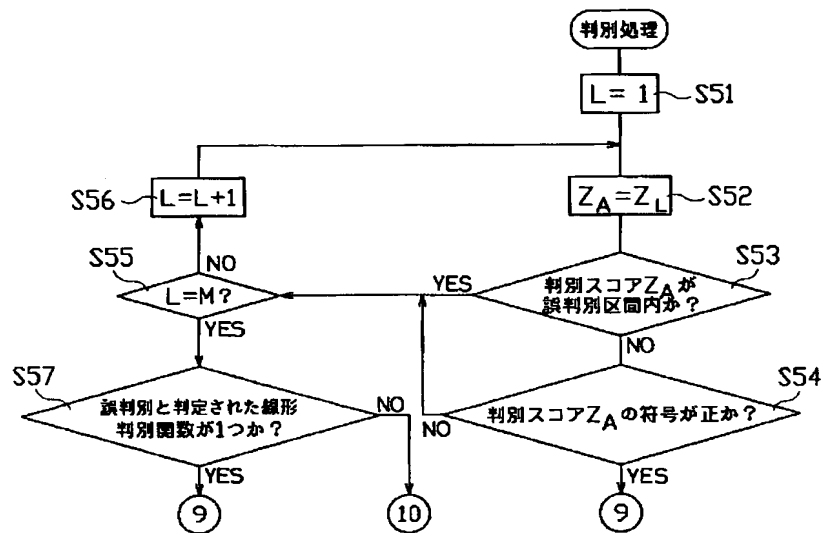 判別処理
L= 1
S51
S56
L=L+1
Z_A=Z_L
S52
S55
NO
L=M?
YES
YES
判別スコアZ_Aが
誤判別区間内か?
S53
NO
S57
誤判別と判定された線形
判別関数が1つか?
NO
YES
NO
判別スコアZ_Aの符号が正か?
S54
YES
9
10
9